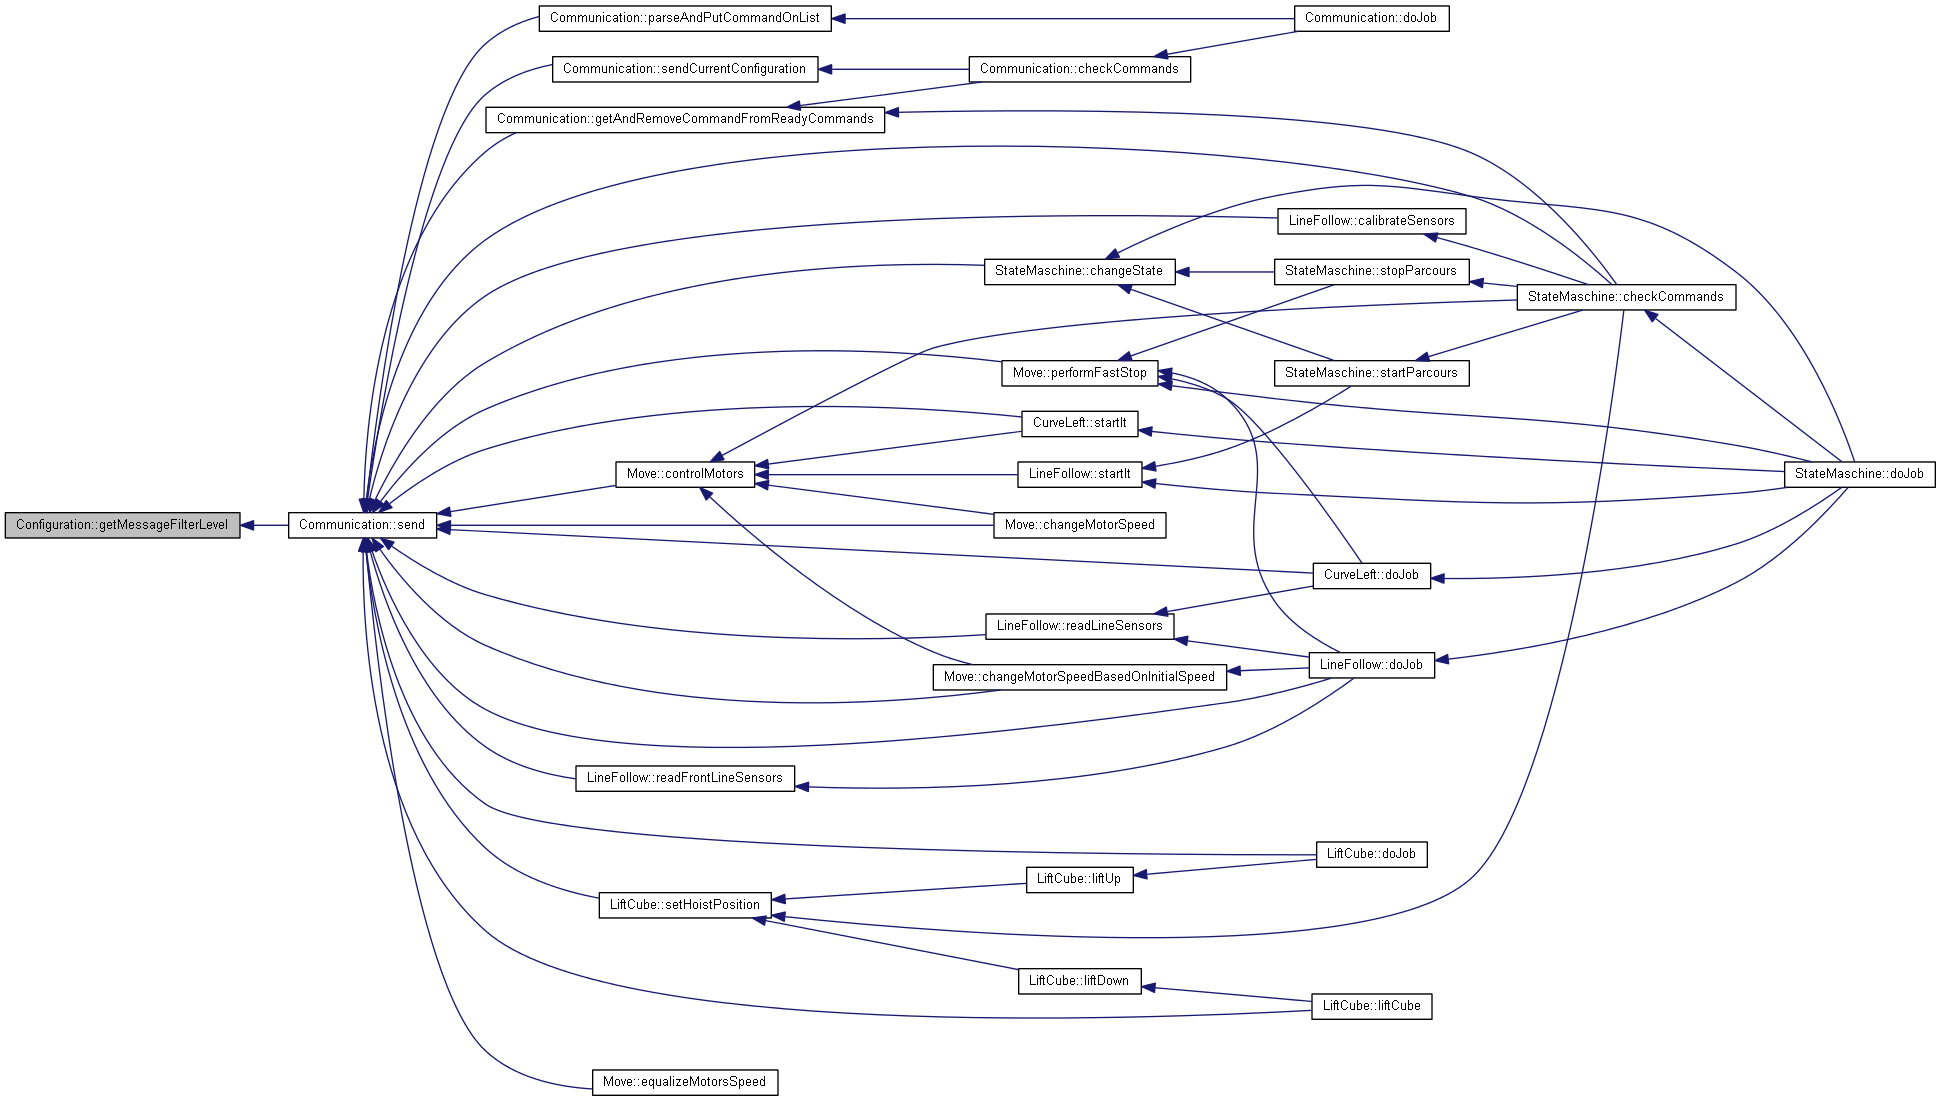 Communication::parseAndPutCommandOnList
Communication::doJob
Communication::sendCurrentConfiguration
Communication::checkCommands
Communication::getAndRemoveCommandFromReadyCommands
LineFollow::calibrateSensors
StateMaschine::changeState
StateMaschine::stopParcours
StateMaschine::checkCommands
Move::performFastStop
StateMaschine::startParcours
CurveLeft::startIt
Move::controlMotors
LineFollow::startIt
StateMaschine::doJob
Configuration::getMessageFilterLevel
Communication::send
Move::changeMotorSpeed
CurveLeft::doJob
LineFollow::readLineSensors
LineFollow::doJob
Move::changeMotorSpeedBasedOnInitialSpeed
LineFollow::readFrontLineSensors
LiftCube::doJob
LiftCube::liftUp
LiftCube::setHoistPosition
LiftCube::liftDown
LiftCube::liftCube
Move::equalizeMotorsSpeed